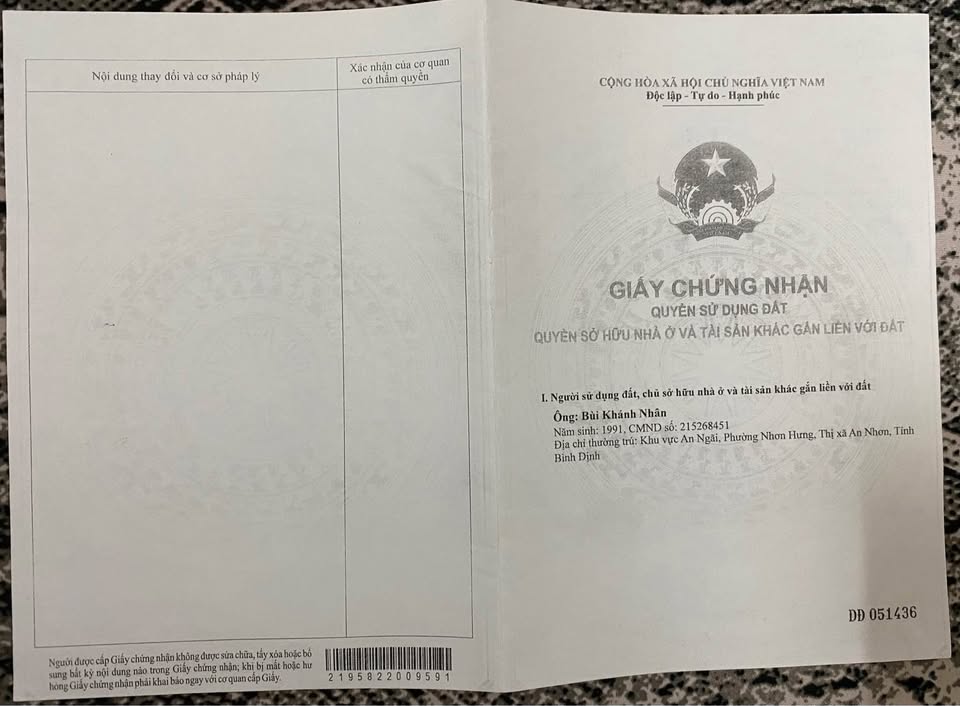 Nội dung thay đổi và cơ sở pháp lý
Xác nhận của cơ quan
có thẩm quyền
Người được cấp Giấy chứng nhận không được sửa chữa, tẩy xóa hoặc bổ
sung bất kỳ nội dung nào trong Giấy chứng nhận; khi bị mất hoặc hư
hỏng Giấy chứng nhận phải khai báo ngay với cơ quan cấp Giấy.
2195822009591
CỘNG HÒA XÃ HỘI CHỦ NGHĨA VIỆT NAM
Độc lập - Tự do - Hạnh phúc
GIẤY CHỨNG NHẬN
QUYỀN SỬ DỤNG ĐẤT
QUYỀN SỞ HỮU NHÀ Ở VÀ TÀI SẢN KHÁC GẮN LIỀN VỚI ĐẤT
I. Người sử dụng đất, chủ sở hữu nhà ở và tài sản khác gắn liền với đất
Ông: Bùi Khánh Nhân
Năm sinh: 1991, CMND số: 215268451
Địa chỉ thường trú: Khu vực An Ngãi, Phường Nhơn Hưng, Thị xã An Nhơn, Tỉnh
Bình Định
DĐ 051436